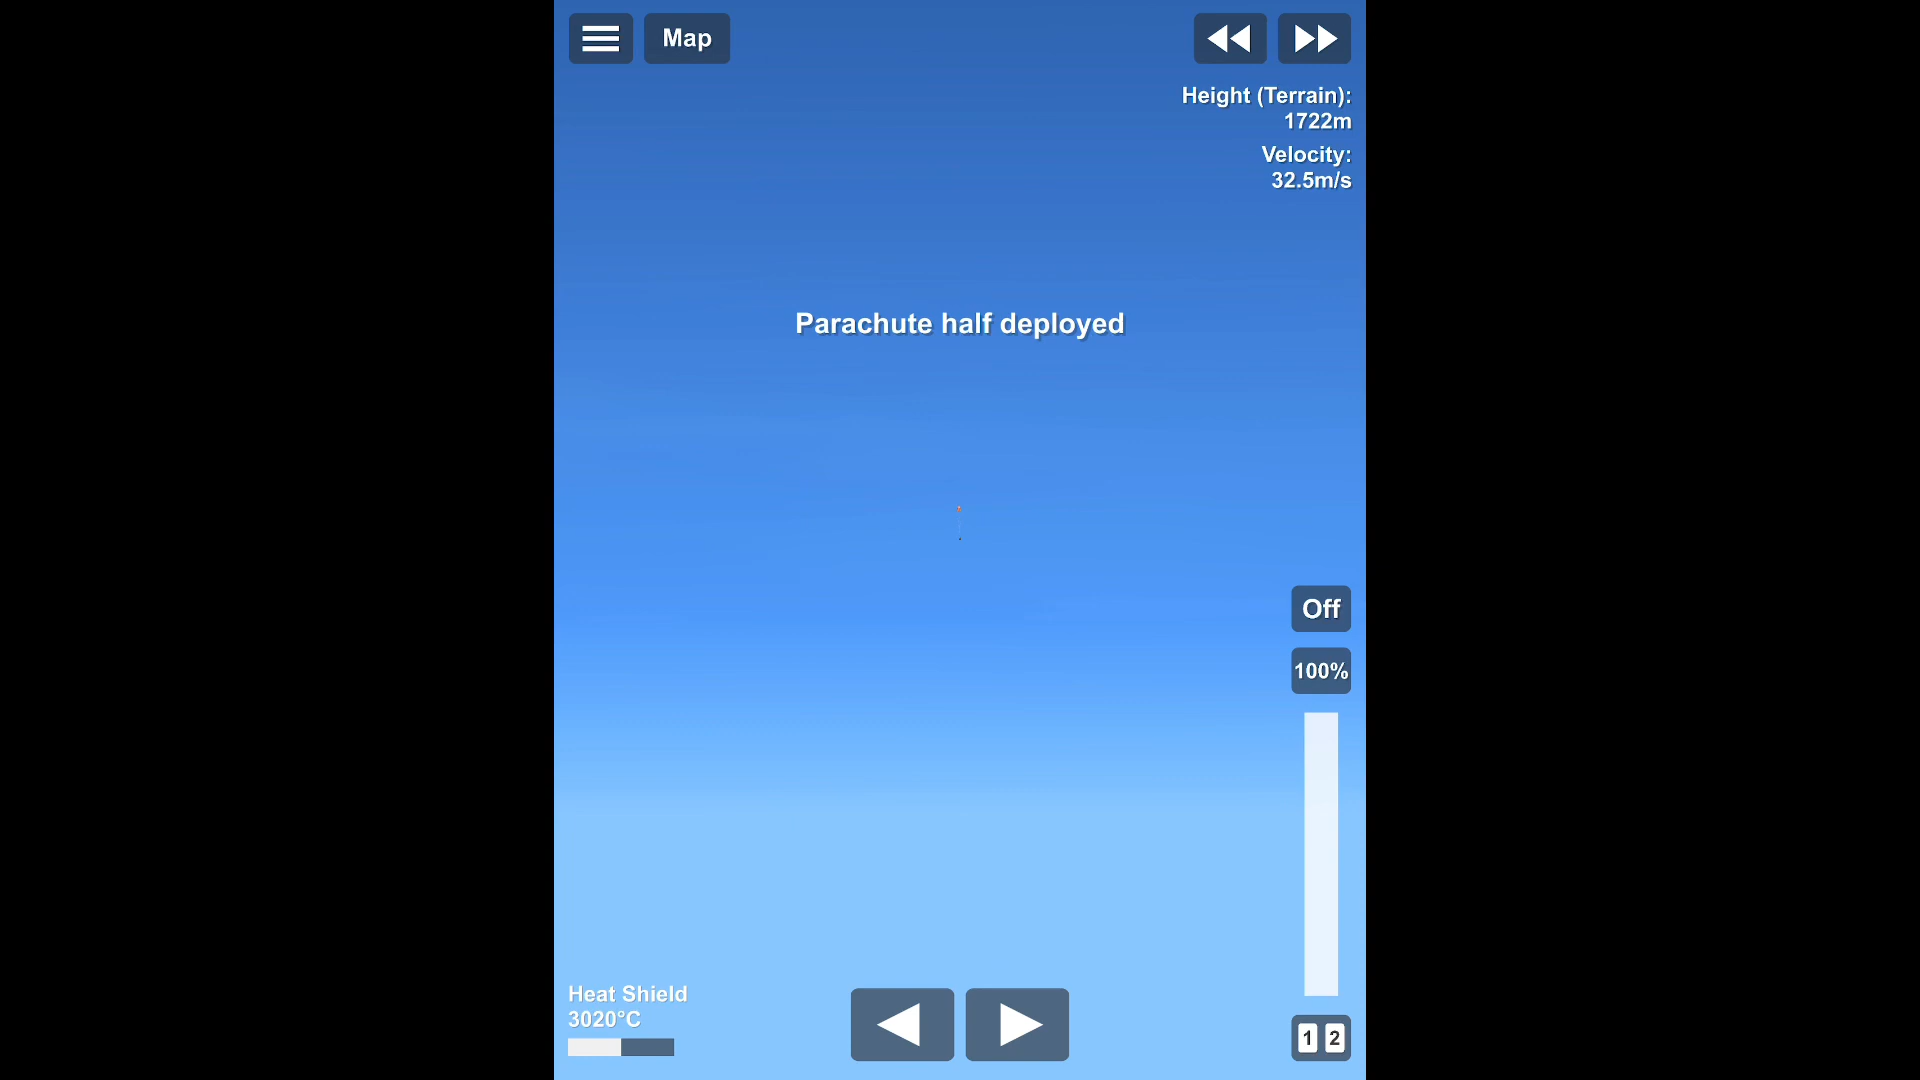 Map
Height (Terrain):
1722m
Velocity:
32.5m/s
Parachute half deployed
Off
100%
Heat Shield
3020°C
1 2